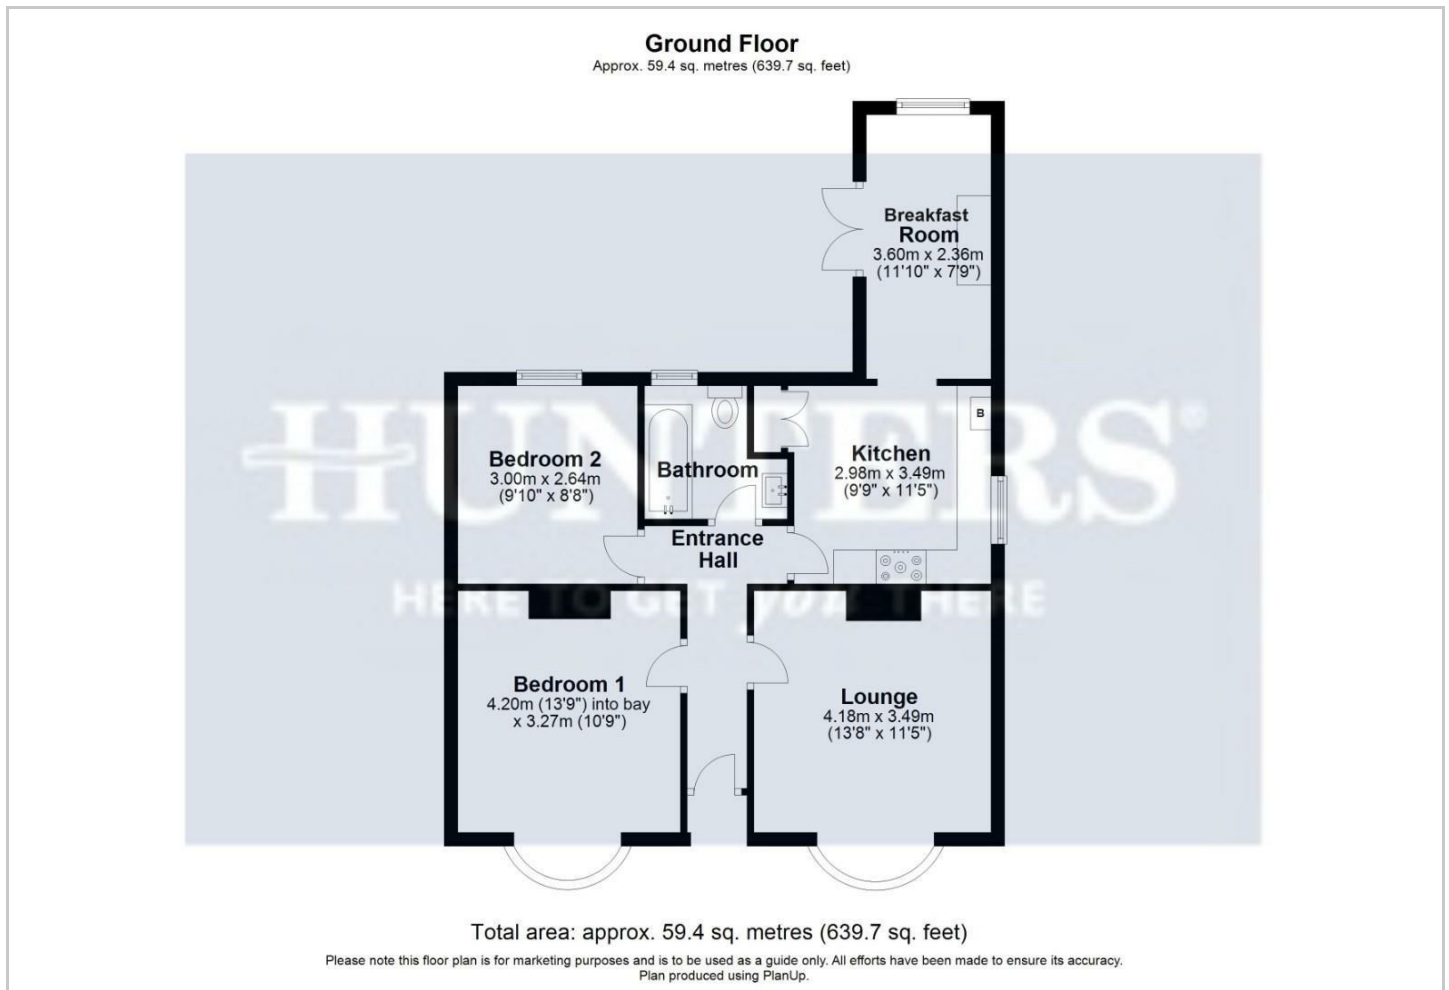 Ground Floor
Approx. 59.4 sq. metres (639.7 sq. feet)
Breakfast
Room
3.60m x 2.36m
(11'10" x 7'9")
HUNTERS®
HERE TO GET you THERE
B
Bedroom 2
3.00m x 2.64m
(9'10" x 8'8")
Bathroom
Kitchen
2.98m x 3.49m
(9'9" x 11'5")
Entrance
Hall
Bedroom 1
4.20m (13'9") into bay
x 3.27m (10'9")
Lounge
4.18m x 3.49m
(13'8" x 11'5")
Total area: approx. 59.4 sq. metres (639.7 sq. feet)
Please note this floor plan is for marketing purposes and is to be used as a guide only. All efforts have been made to ensure its accuracy.
Plan produced using PlanUp.